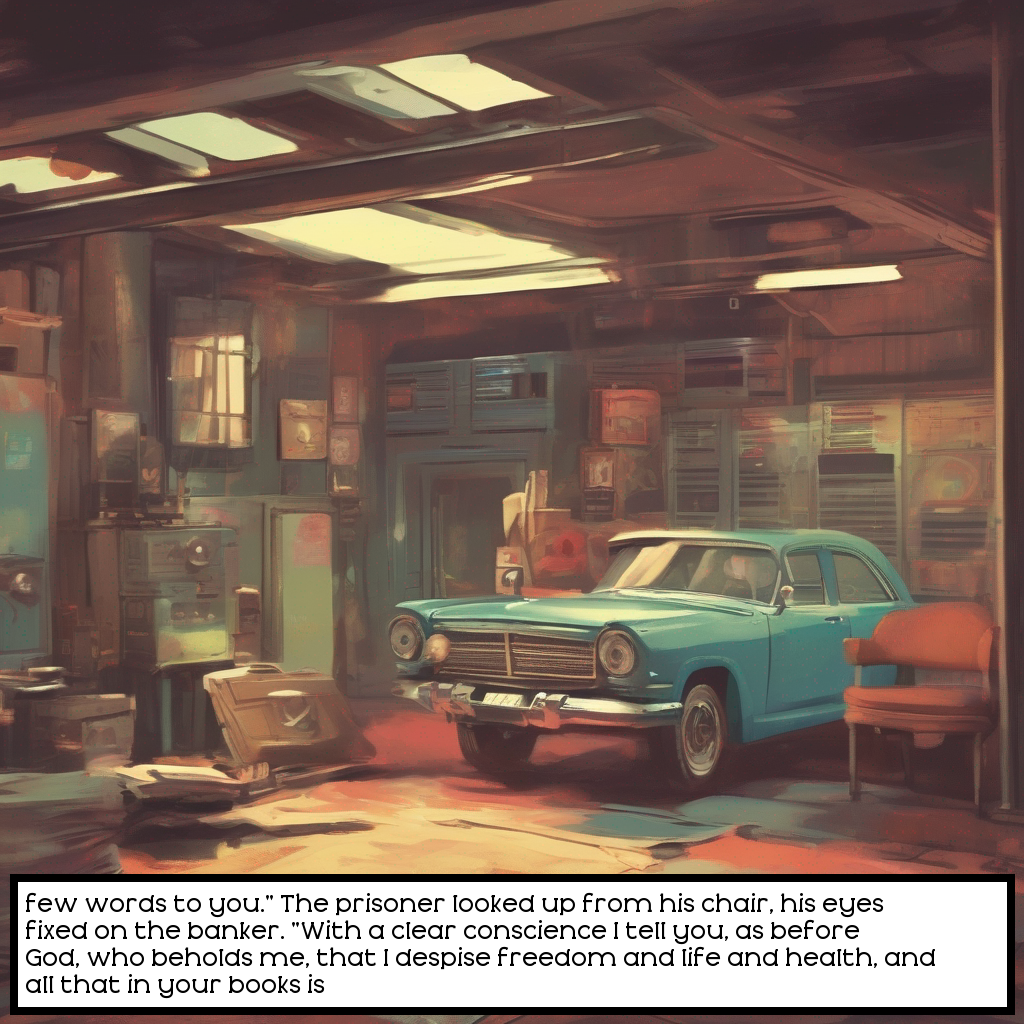 few words to you." The prisoner looked up from his chair, his eyes
fixed on the banker. "With a clear conscience I tell you, as before
God, who beholds me, that I despise freedom and life and health, and
all that in your books is